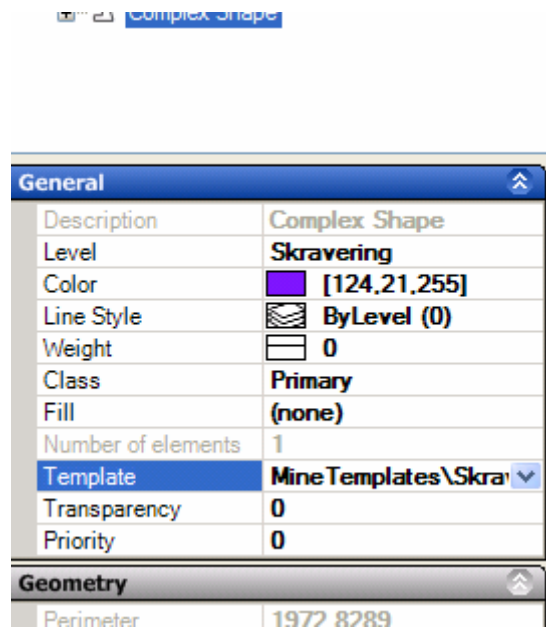 Complex Shape
General
Description Complex Shape
Level Skravering
Color [124,21,255]
Line Style ByLevel (0)
Weight 0
Class Primary
Fill (none)
Number of elements 1
Template MineTemplates\Skra
Transparency 0
Priority 0
Geometry
Perimeter 1972.8289